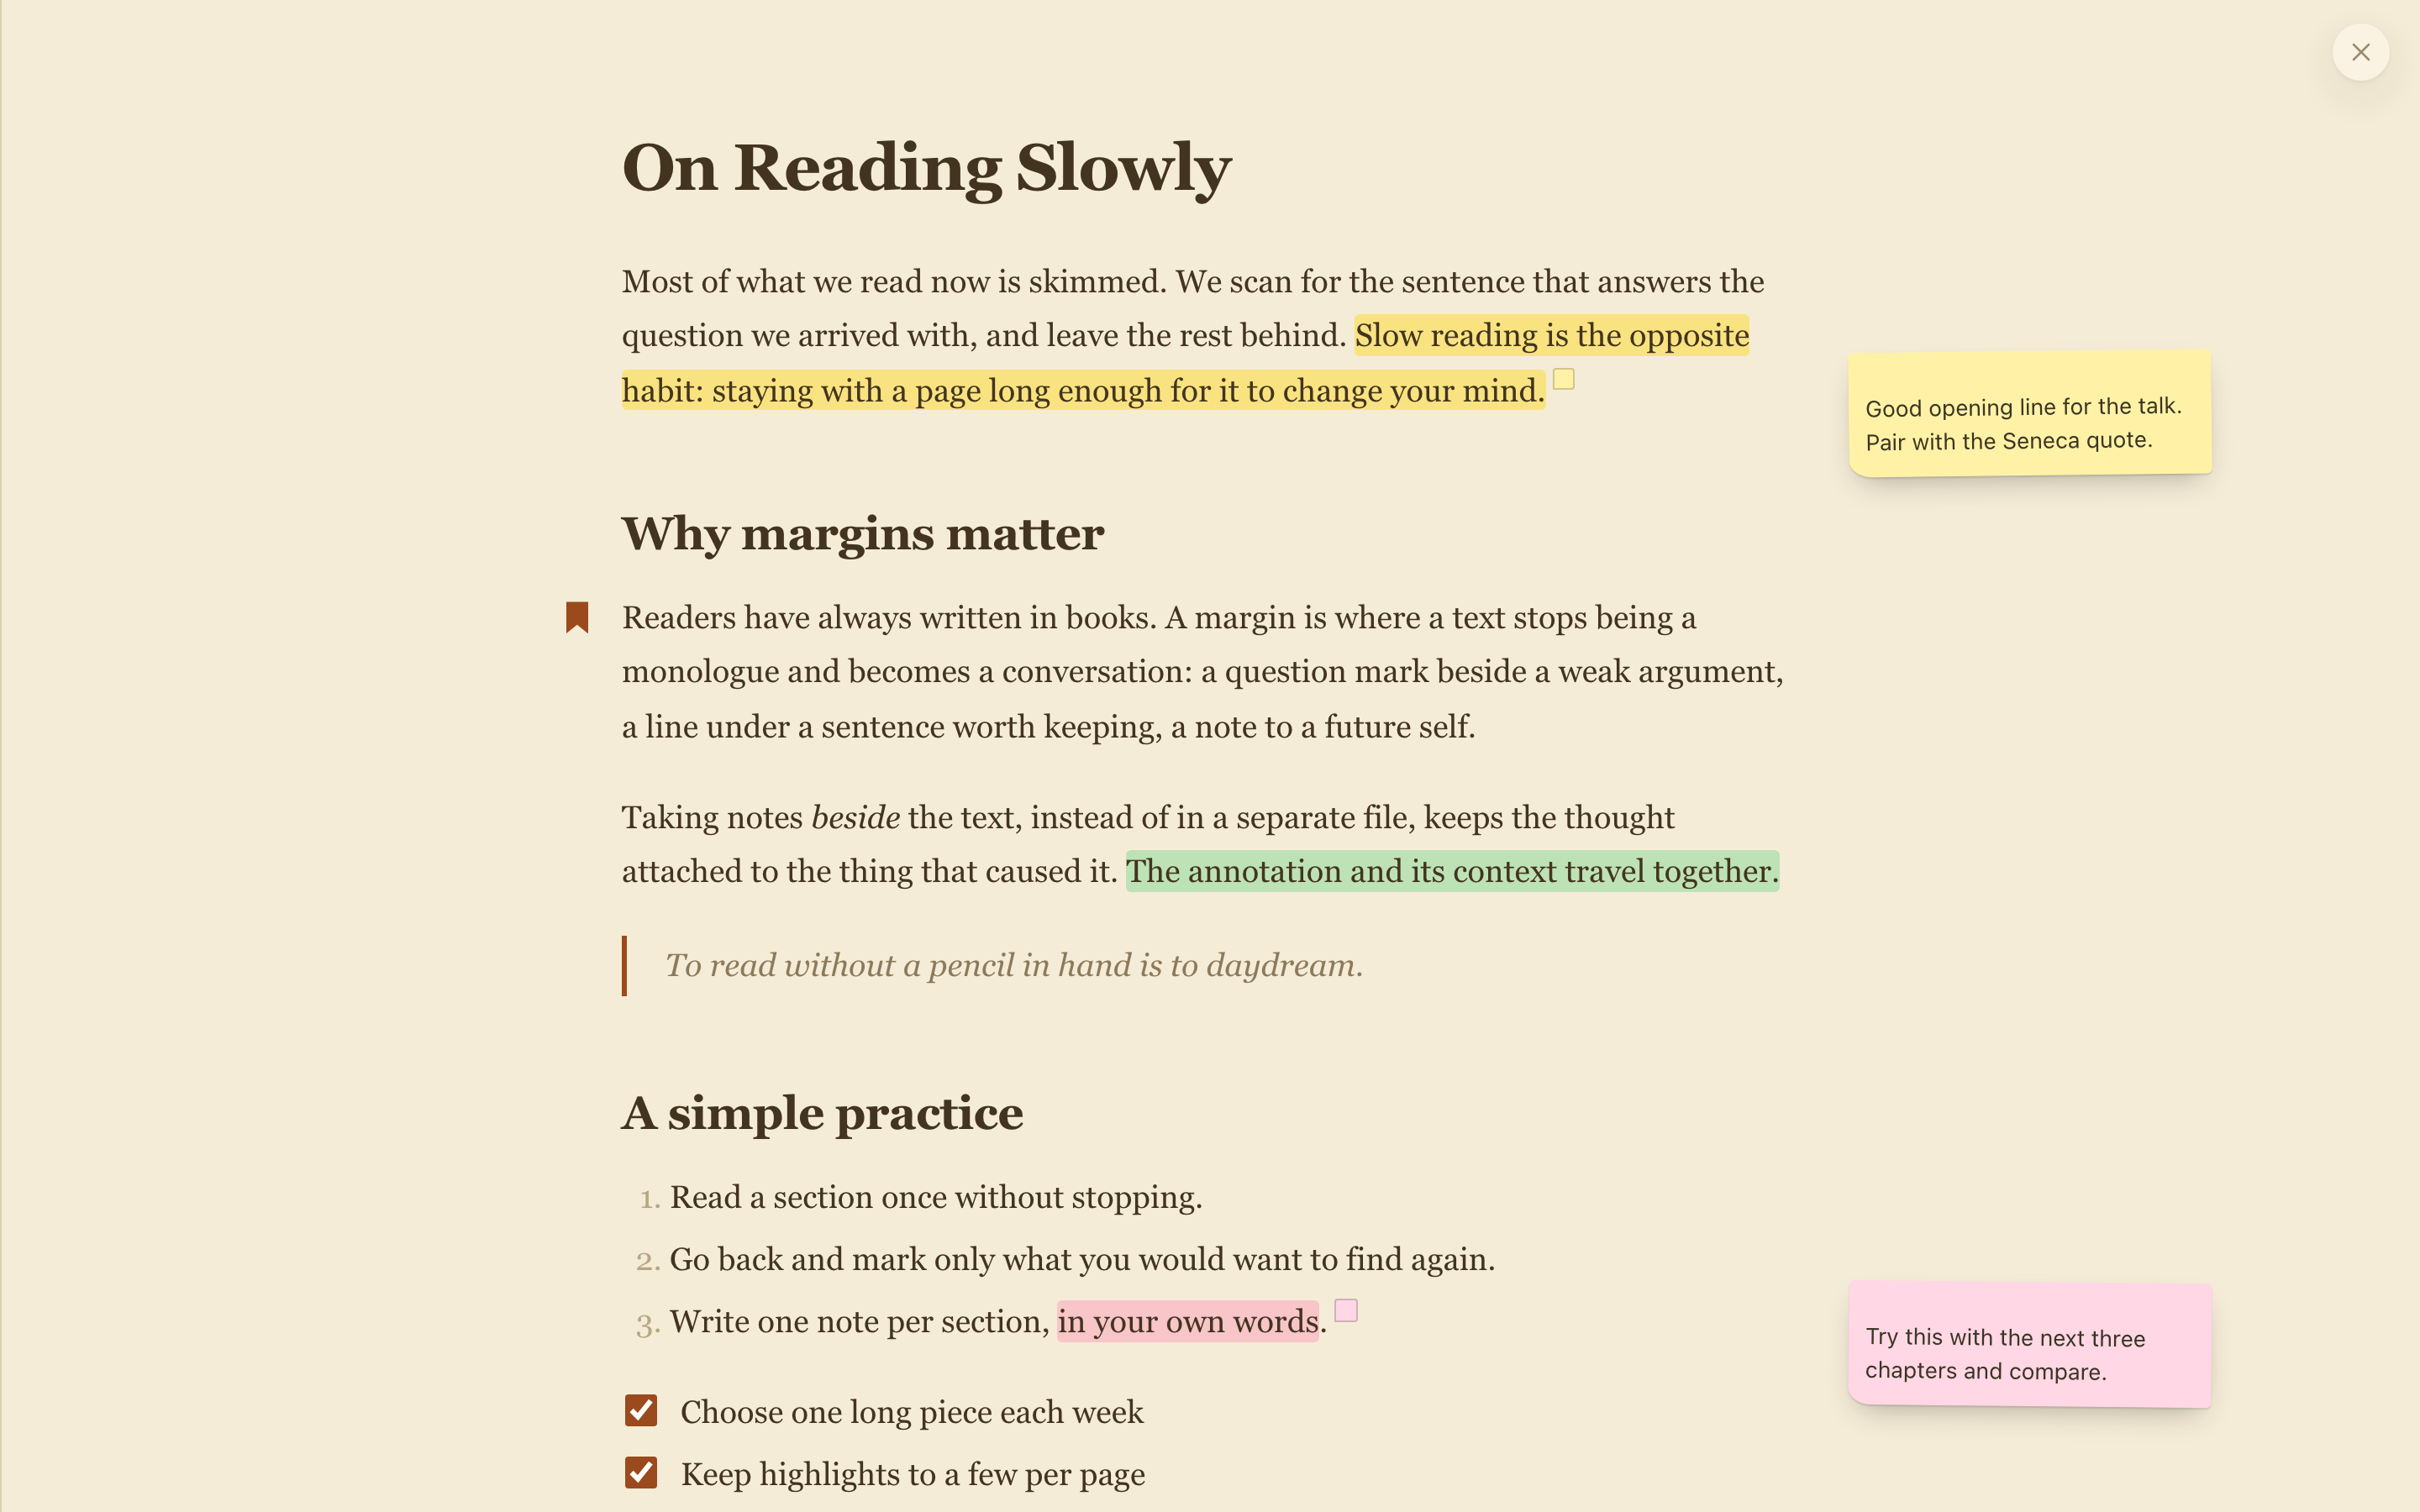 On Reading Slowly
Most of what we read now is skimmed. We scan for the sentence that answers the
question we arrived with, and leave the rest behind. Slow reading is the opposite
habit: staying with a page long enough for it to change your mind.
Good opening line for the talk.
Pair with the Seneca quote.
Why margins matter
Readers have always written in books. A margin is where a text stops being a
monologue and becomes a conversation: a question mark beside a weak argument,
a line under a sentence worth keeping, a note to a future self.
Taking notes beside the text, instead of in a separate file, keeps the thought
attached to the thing that caused it. The annotation and its context travel together.
To read without a pencil in hand is to daydream.
A simple practice
1. Read a section once without stopping.
2. Go back and mark only what you would want to find again.
3. Write one note per section, in your own words.
Try this with the next three
chapters and compare.
Choose one long piece each week
Keep highlights to a few per page